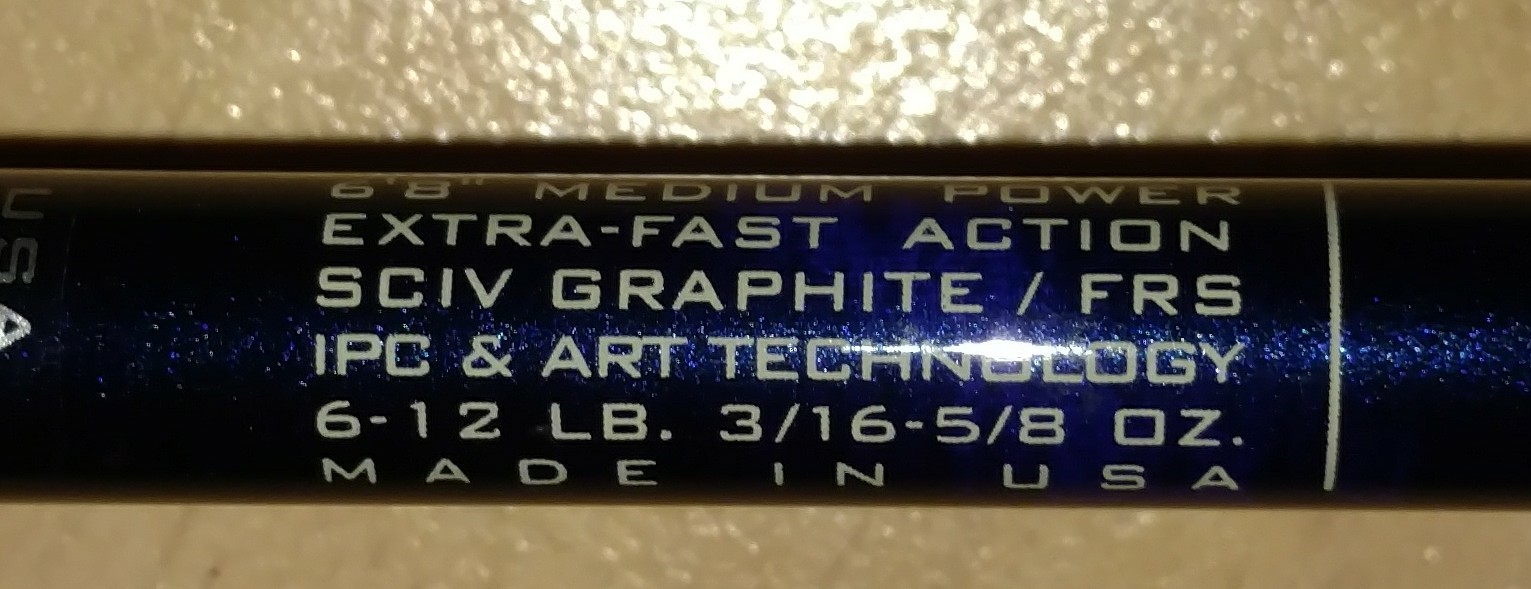 6'8" MEDIUM POWER
EXTRA-FAST ACTION
SCIV GRAPHITE / FRS
IPC & ART TECHNOLOGY
6-12 LB. 3/16-5/8 OZ.
MADE IN USA